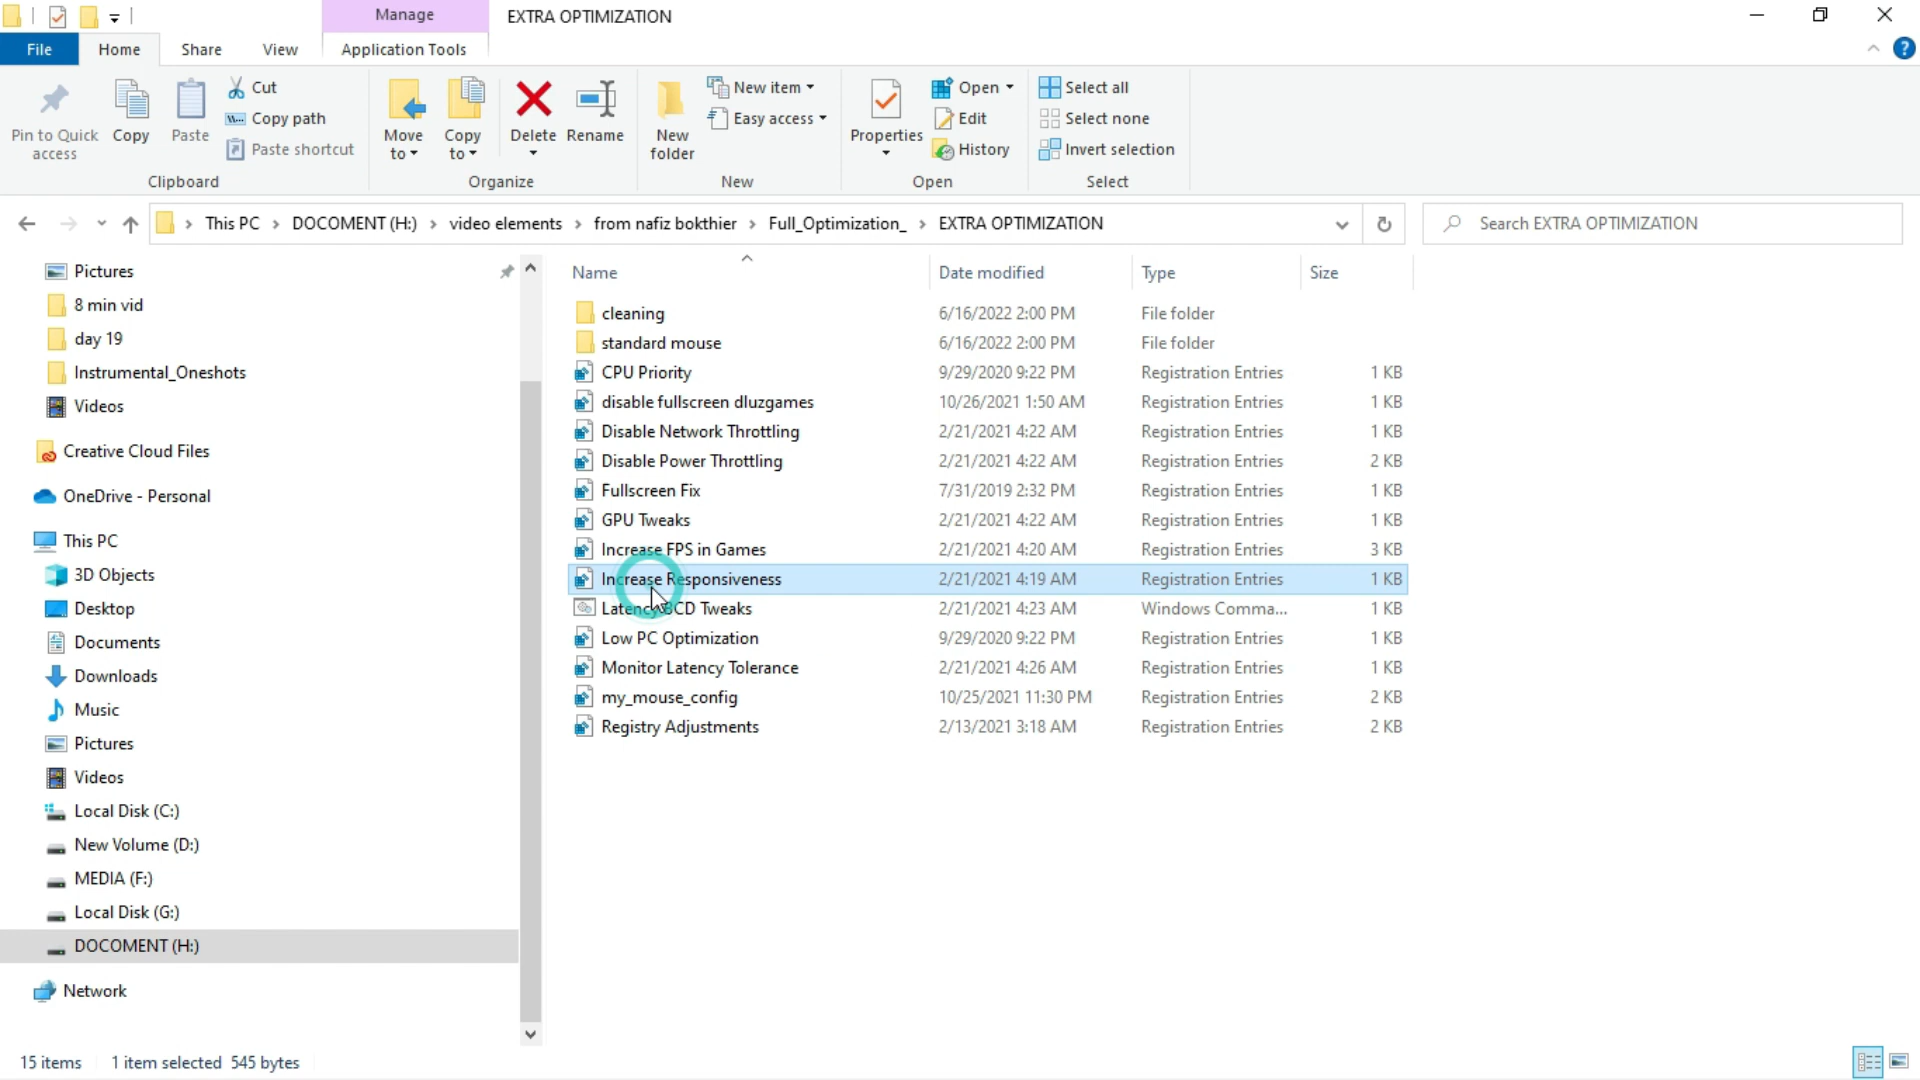 Manage
EXTRA OPTIMIZATION
File
Home
Share
View
Application Tools
Pin to Quick
access
Copy
Paste
Cut
Copy path
Paste shortcut
Clipboard
Move
to
Copy
to
Delete
Rename
Organize
New
folder
New item
Easy access
New
Properties
Open
Edit
History
Open
Select all
Select none
Invert selection
Select
This PC > DOCOMENT (H:) > video elements > from nafiz bokthier > Full_Optimization_ > EXTRA OPTIMIZATION
Search EXTRA OPTIMIZATION
Pictures
8 min vid
day 19
Instrumental_Oneshots
Videos
Creative Cloud Files
OneDrive - Personal
This PC
3D Objects
Desktop
Documents
Downloads
Music
Pictures
Videos
Local Disk (C:)
New Volume (D:)
MEDIA (F:)
Local Disk (G:)
DOCOMENT (H:)
Network
Name Date modified Type Size
cleaning 6/16/2022 2:00 PM File folder
standard mouse 6/16/2022 2:00 PM File folder
CPU Priority 9/29/2020 9:22 PM Registration Entries 1 KB
disable fullscreen dluzgames 10/26/2021 1:50 AM Registration Entries 1 KB
Disable Network Throttling 2/21/2021 4:22 AM Registration Entries 1 KB
Disable Power Throttling 2/21/2021 4:22 AM Registration Entries 2 KB
Fullscreen Fix 7/31/2019 2:32 PM Registration Entries 1 KB
GPU Tweaks 2/21/2021 4:22 AM Registration Entries 1 KB
Increase FPS in Games 2/21/2021 4:20 AM Registration Entries 3 KB
Increase Responsiveness 2/21/2021 4:19 AM Registration Entries 1 KB
Latency BCD Tweaks 2/21/2021 4:23 AM Windows Comma... 1 KB
Low PC Optimization 9/29/2020 9:22 PM Registration Entries 1 KB
Monitor Latency Tolerance 2/21/2021 4:26 AM Registration Entries 1 KB
my_mouse_config 10/25/2021 11:30 PM Registration Entries 2 KB
Registry Adjustments 2/13/2021 3:18 AM Registration Entries 2 KB
15 items 1 item selected 545 bytes